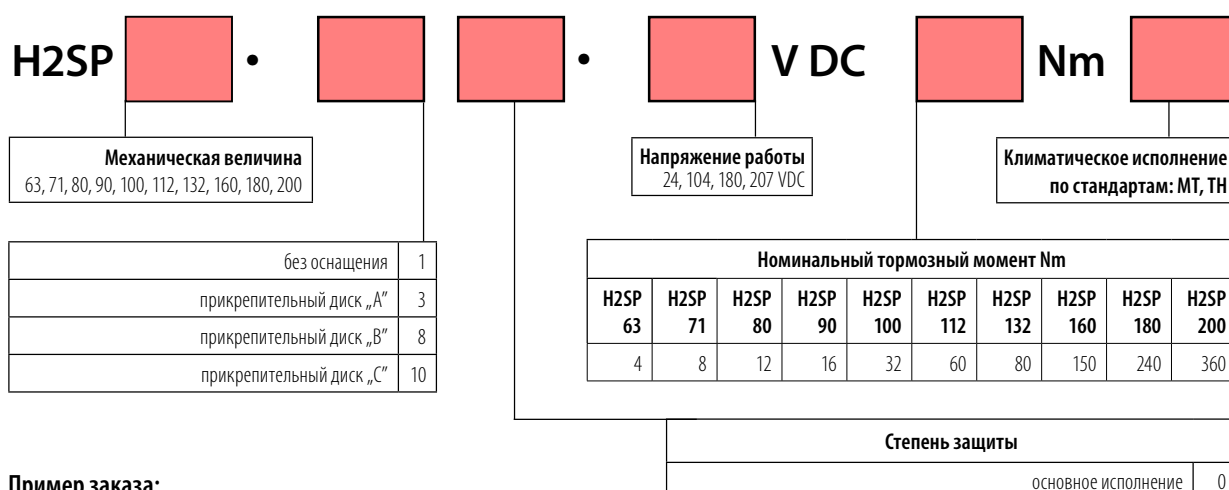 H2SP • • V DC Nm
Механическая величина
63, 71, 80, 90, 100, 112, 132, 160, 180, 200
Напряжение работы
24, 104, 180, 207 VDC
Климатическое исполнение
по стандартам: MT, TH
без оснащения 1
прикрепительный диск „A” 3
прикрепительный диск „B” 8
прикрепительный диск „C” 10
Номинальный тормозный момент Nm
H2SP 63 H2SP 71 H2SP 80 H2SP 90 H2SP 100 H2SP 112 H2SP 132 H2SP 160 H2SP 180 H2SP 200
4 8 12 16 32 60 80 150 240 360
Степень защиты
основное исполнение 0
Пример заказа: